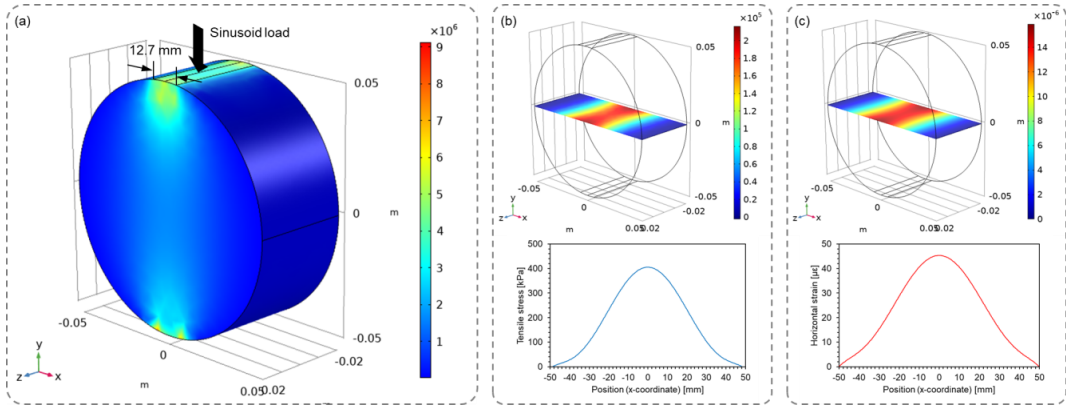 (a)
Sinusoid load
12.7 mm
×10⁶
9
8
7
6
5
4
3
2
1
0.05
0
m
-0.05
-0.05
0
m
0.05
0.02
-0.02
y
z
x
(b)
×10⁵
2
1.8
1.6
1.4
1.2
1
0.8
0.6
0.4
0.2
0
0.05
0
m
-0.05
-0.05
0
m
0.05
0.02
-0.02
y
z
x
Tensile stress [kPa]
500
400
300
200
100
0
-50 -40 -30 -20 -10 0 10 20 30 40 50
Position (x-coordinate) [mm]
(c)
×10⁻⁶
14
12
10
8
6
4
2
0
0.05
0
m
-0.05
-0.05
0
m
0.05
0.02
-0.02
y
z
x
Horizontal strain [με]
50
40
30
20
10
0
-50 -40 -30 -20 -10 0 10 20 30 40 50
Position (x-coordinate) [mm]